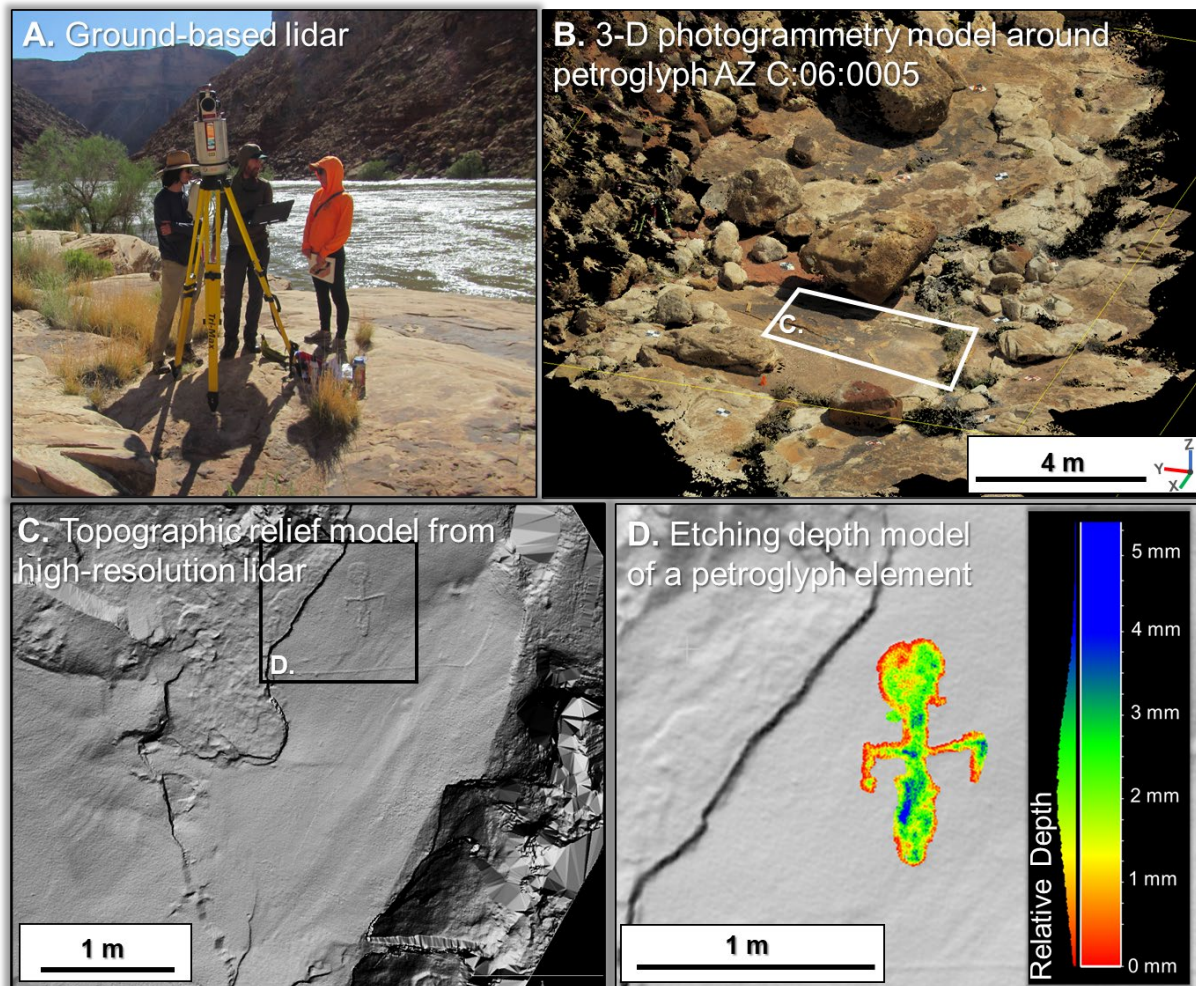 A. Ground-based lidar
Tri-Max
B. 3-D photogrammetry model around
petroglyph AZ C:06:0005
C.
4 m
Z
Y
X
C. Topographic relief model from
high-resolution lidar
D.
1 m
D. Etching depth model
of a petroglyph element
1 m
Relative Depth
5 mm
4 mm
3 mm
2 mm
1 mm
0 mm